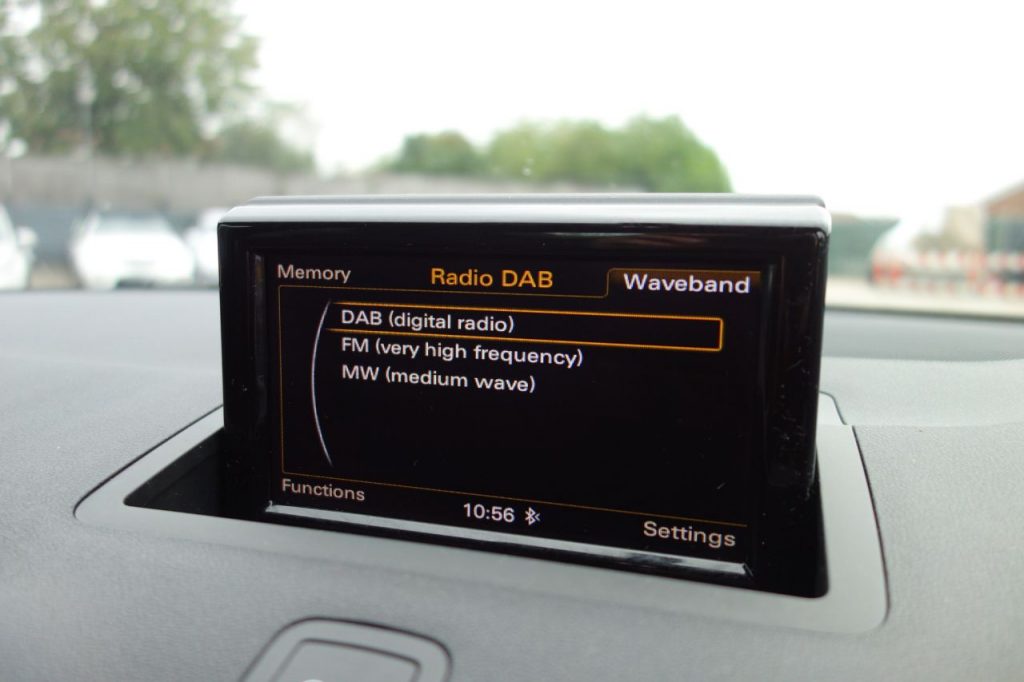 Memory
Radio DAB
Waveband
DAB (digital radio)
FM (very high frequency)
MW (medium wave)
Functions
10:56
Settings